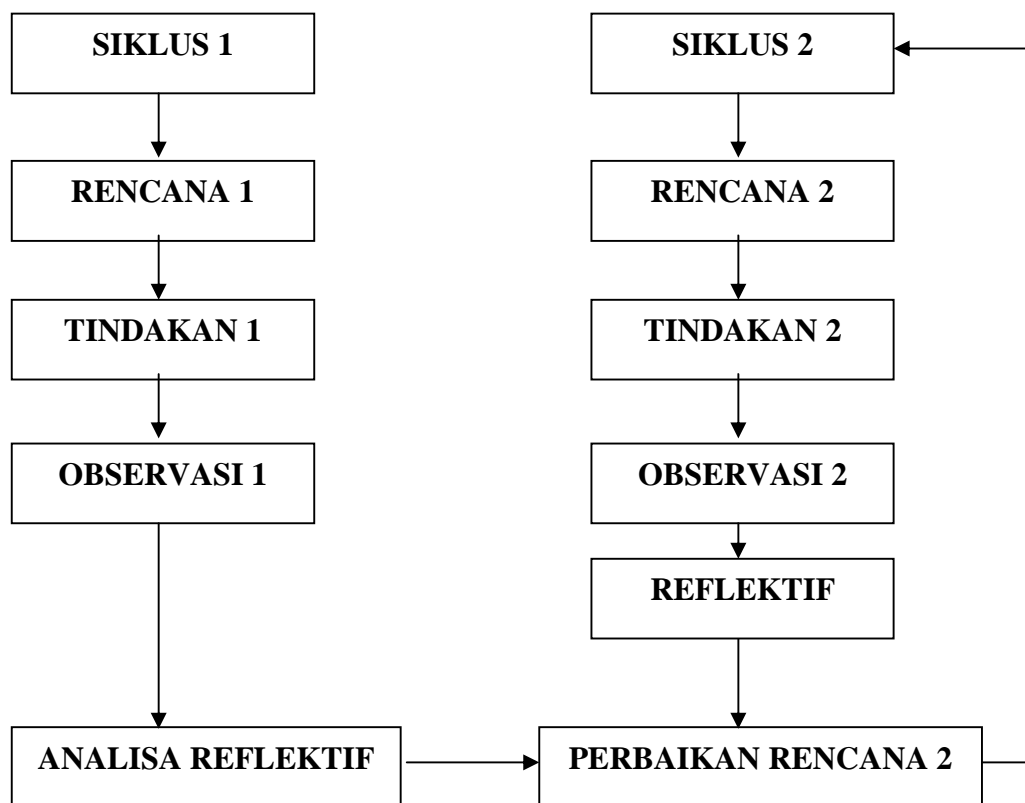 SIKLUS 1
RENCANA 1
TINDAKAN 1
OBSERVASI 1
ANALISA REFLEKTIF
SIKLUS 2
RENCANA 2
TINDAKAN 2
OBSERVASI 2
REFLEKTIF
PERBAIKAN RENCANA 2